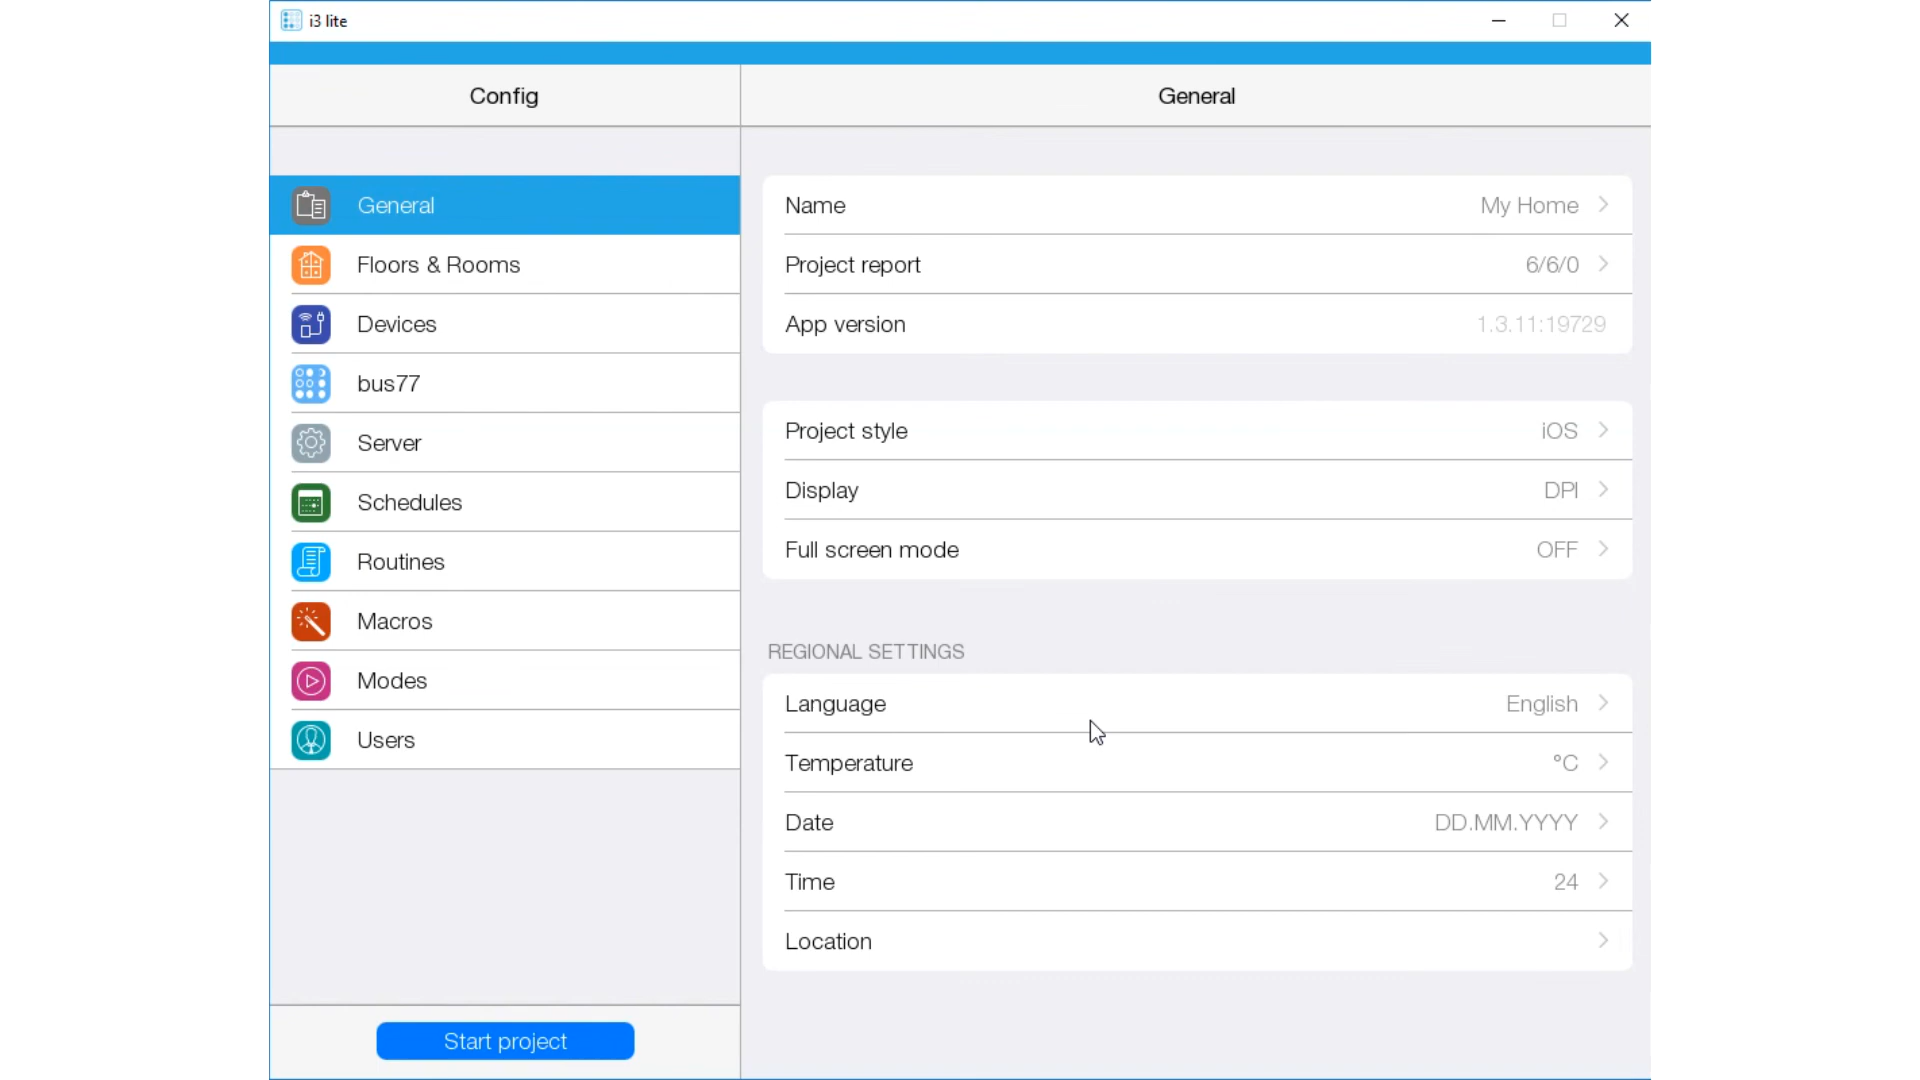 i3 lite
Config
General
General
Floors & Rooms
Devices
bus77
Server
Schedules
Routines
Macros
Modes
Users
Start project
Name My Home
Project report 6/6/0
App version 1.3.11:19729
Project style iOS
Display DPI
Full screen mode OFF
REGIONAL SETTINGS
Language English
Temperature °C
Date DD.MM.YYYY
Time 24
Location